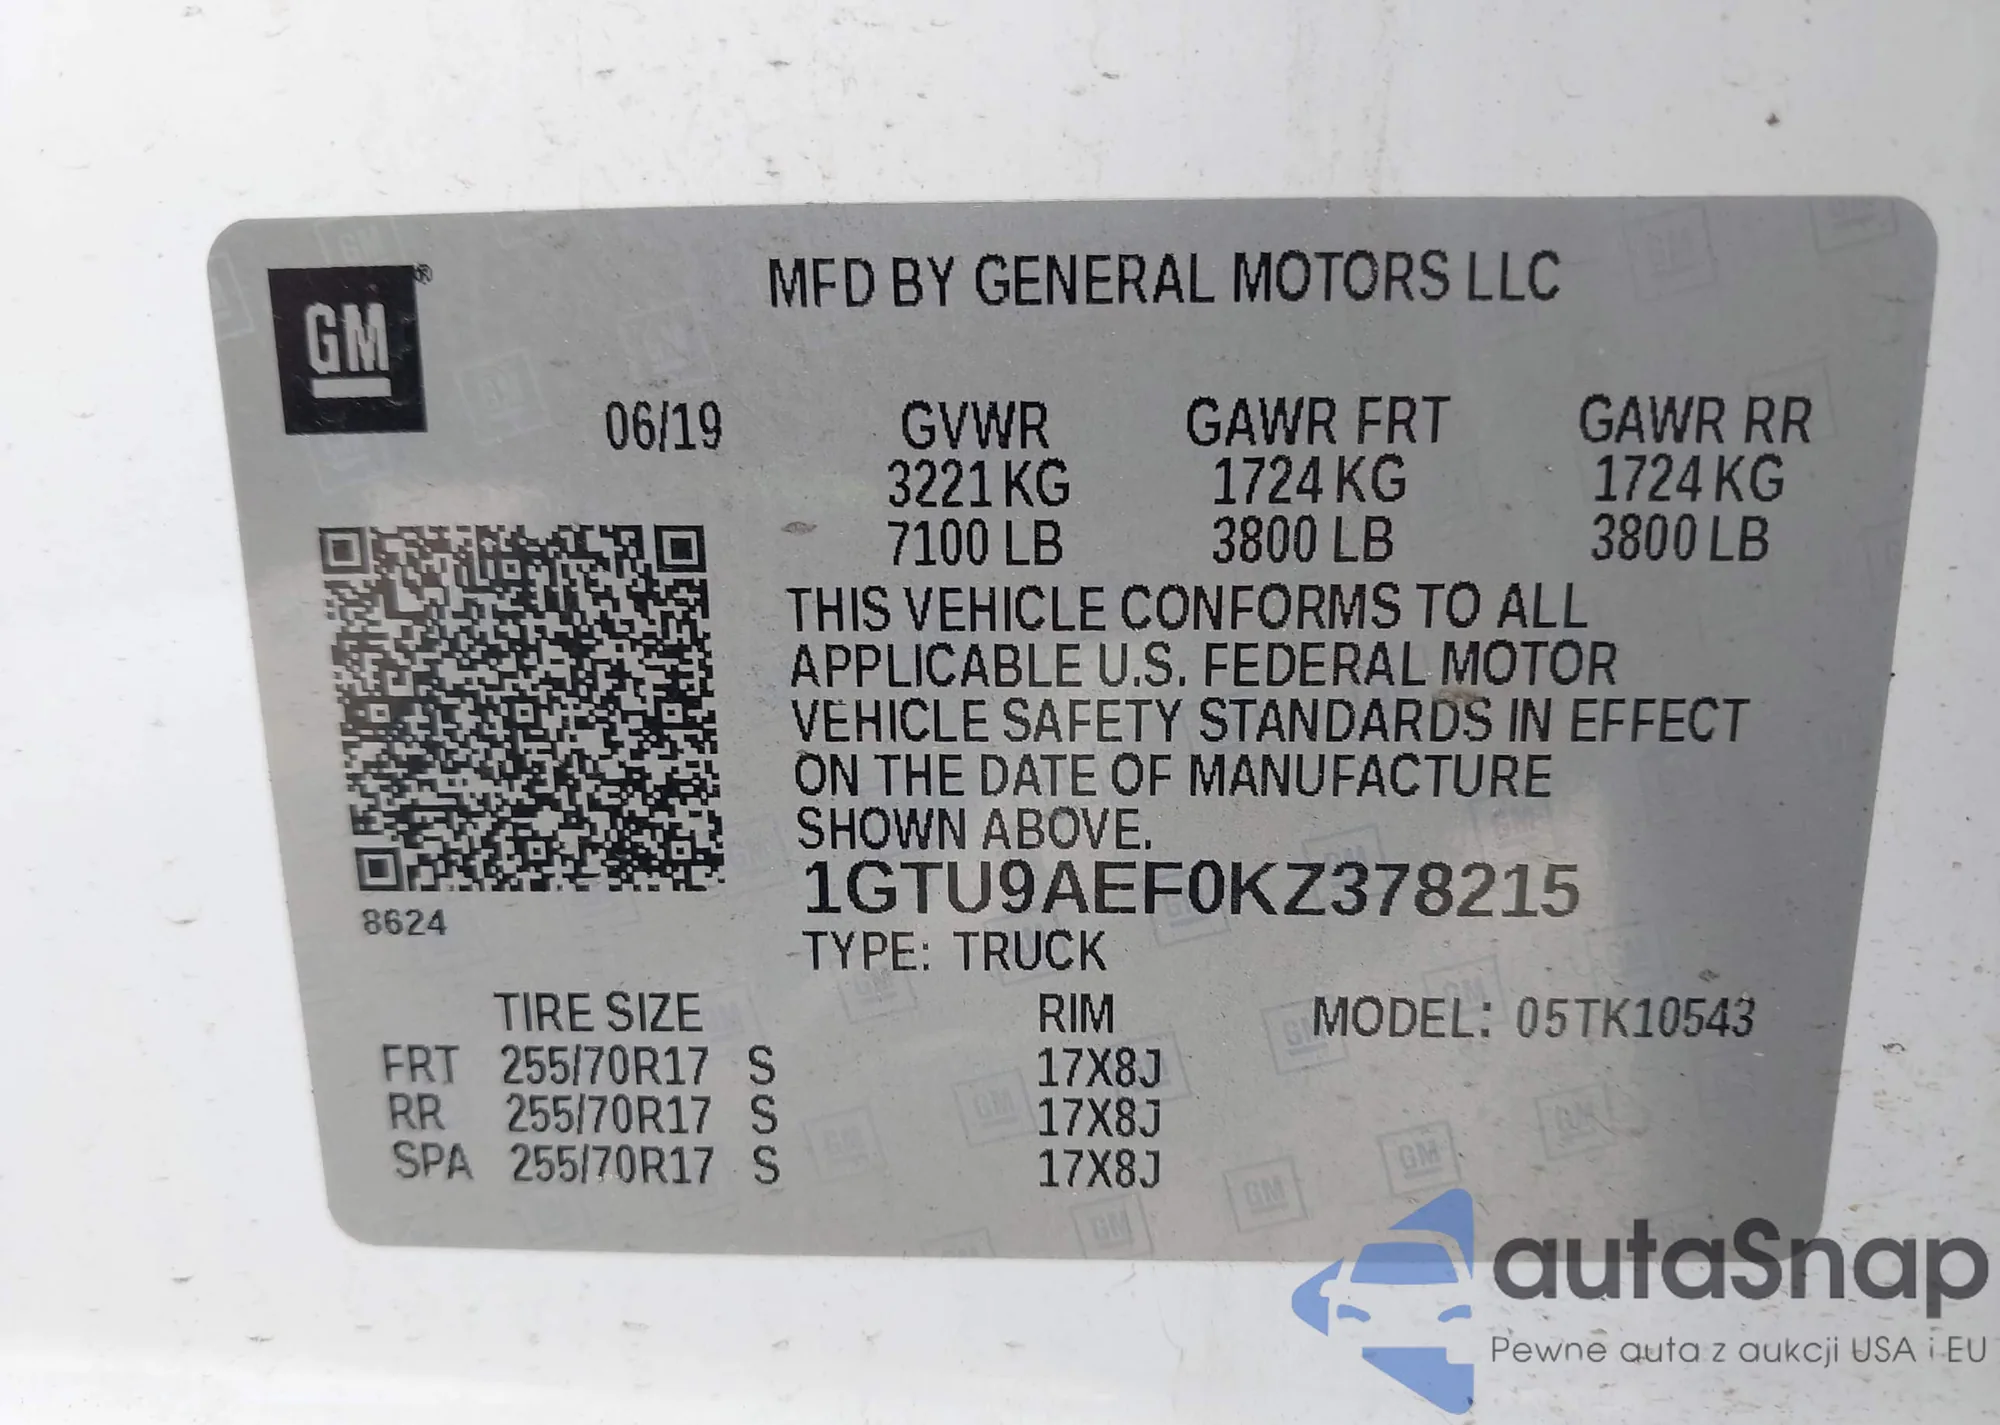 MFD BY GENERAL MOTORS LLC
GM®
06/19 GVWR GAWR FRT GAWR RR
3221 KG 1724 KG 1724 KG
7100 LB 3800 LB 3800 LB
THIS VEHICLE CONFORMS TO ALL
APPLICABLE U.S. FEDERAL MOTOR
VEHICLE SAFETY STANDARDS IN EFFECT
ON THE DATE OF MANUFACTURE
SHOWN ABOVE.
1GTU9AEF0KZ378215
8624
TYPE: TRUCK
TIRE SIZE RIM MODEL: 05TK10543
FRT 255/70R17 S 17X8J
RR 255/70R17 S 17X8J
SPA 255/70R17 S 17X8J
autaSnap
Pewne auta z aukcji USA i EU